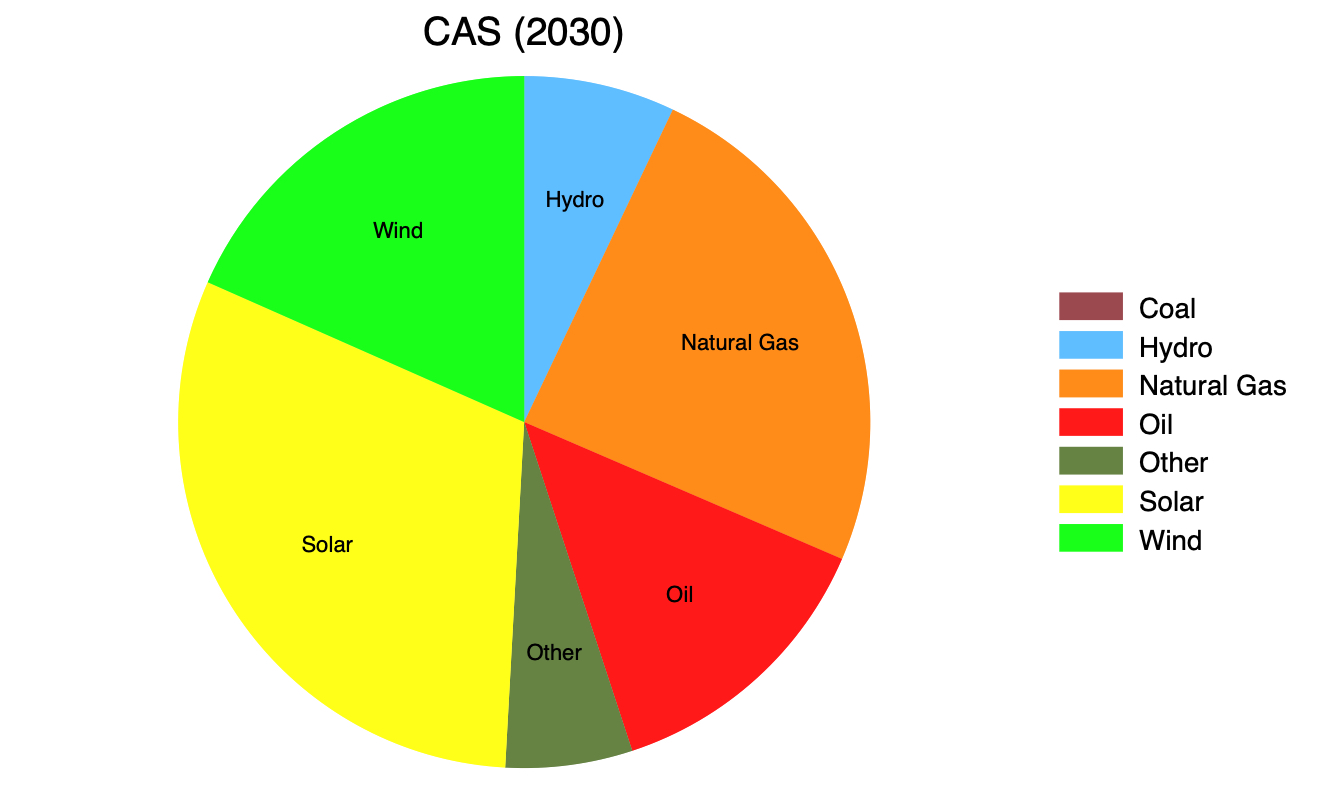 CAS (2030)
Hydro
Wind
Natural Gas
Solar
Oil
Other
Coal
Hydro
Natural Gas
Oil
Other
Solar
Wind